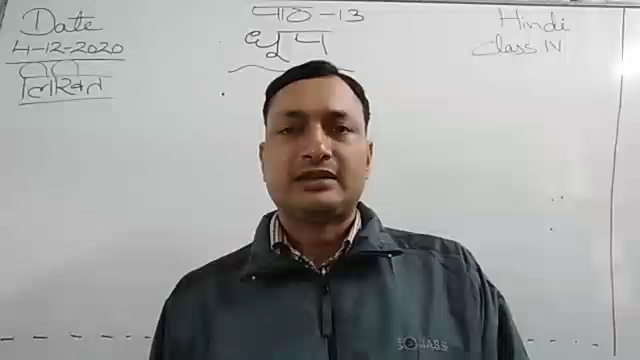 Date
4-12-2020
लिखित
पाठ -13
धूप
Hindi
Class IV